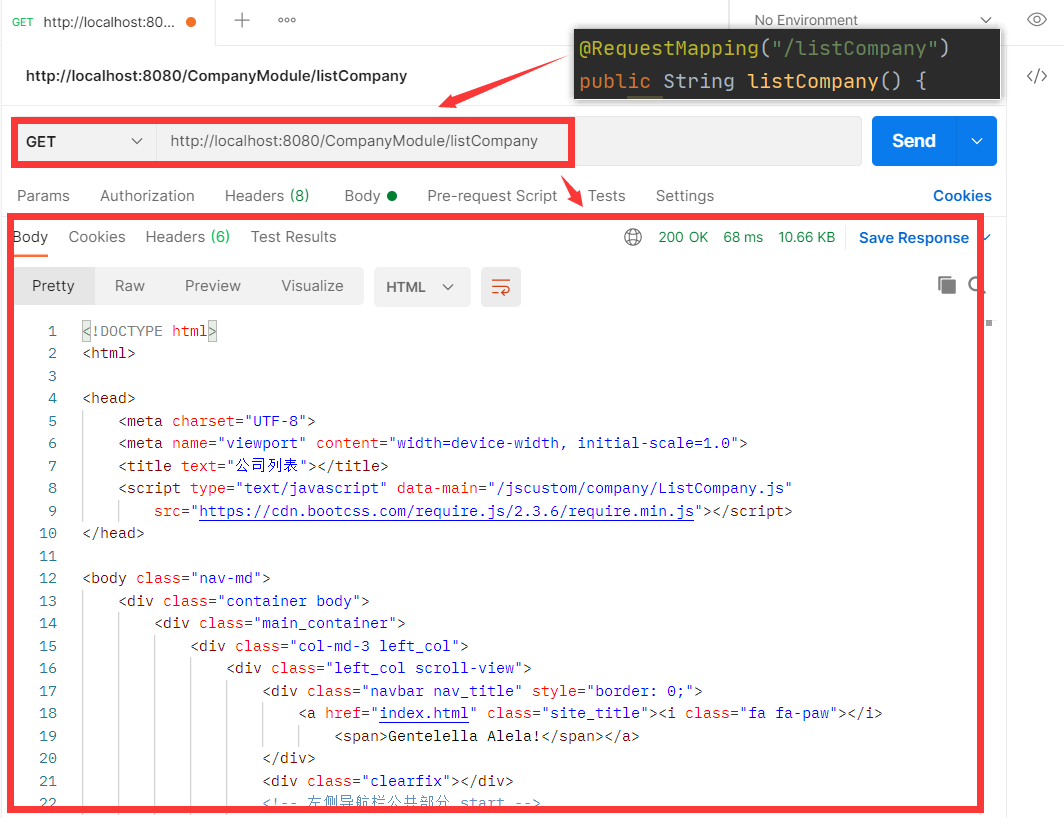 GET http://localhost:80...
No Environment
@RequestMapping("/listCompany")
public String listCompany() {
http://localhost:8080/CompanyModule/listCompany
GET http://localhost:8080/CompanyModule/listCompany Send
Params Authorization Headers (8) Body Pre-request Script Tests Settings Cookies
Body Cookies Headers (6) Test Results 200 OK 68 ms 10.66 KB Save Response
Pretty Raw Preview Visualize HTML
1 <!DOCTYPE html>
2 <html>
3
4 <head>
5 <meta charset="UTF-8">
6 <meta name="viewport" content="width=device-width, initial-scale=1.0">
7 <title text="公司列表"></title>
8 <script type="text/javascript" data-main="/jscustom/company/ListCompany.js"
9 src="https://cdn.bootcss.com/require.js/2.3.6/require.min.js"></script>
10 </head>
11
12 <body class="nav-md">
13 <div class="container body">
14 <div class="main_container">
15 <div class="col-md-3 left_col">
16 <div class="left_col scroll-view">
17 <div class="navbar nav_title" style="border: 0;">
18 <a href="index.html" class="site_title"><i class="fa fa-paw"></i>
19 <span>Gentelella Alela!</span></a>
20 </div>
21 <div class="clearfix"></div>
22 <!-- 左侧导航栏公共部分 start -->